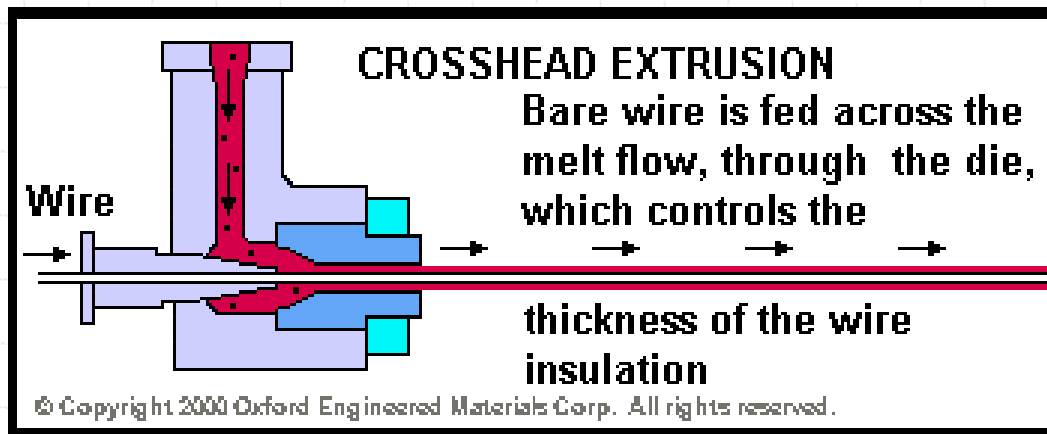 CROSSHEAD EXTRUSION
Bare wire is fed across the
melt flow, through the die,
which controls the
Wire
thickness of the wire
insulation
© Copyright 2000 Oxford Engineered Materials Corp. All rights reserved.